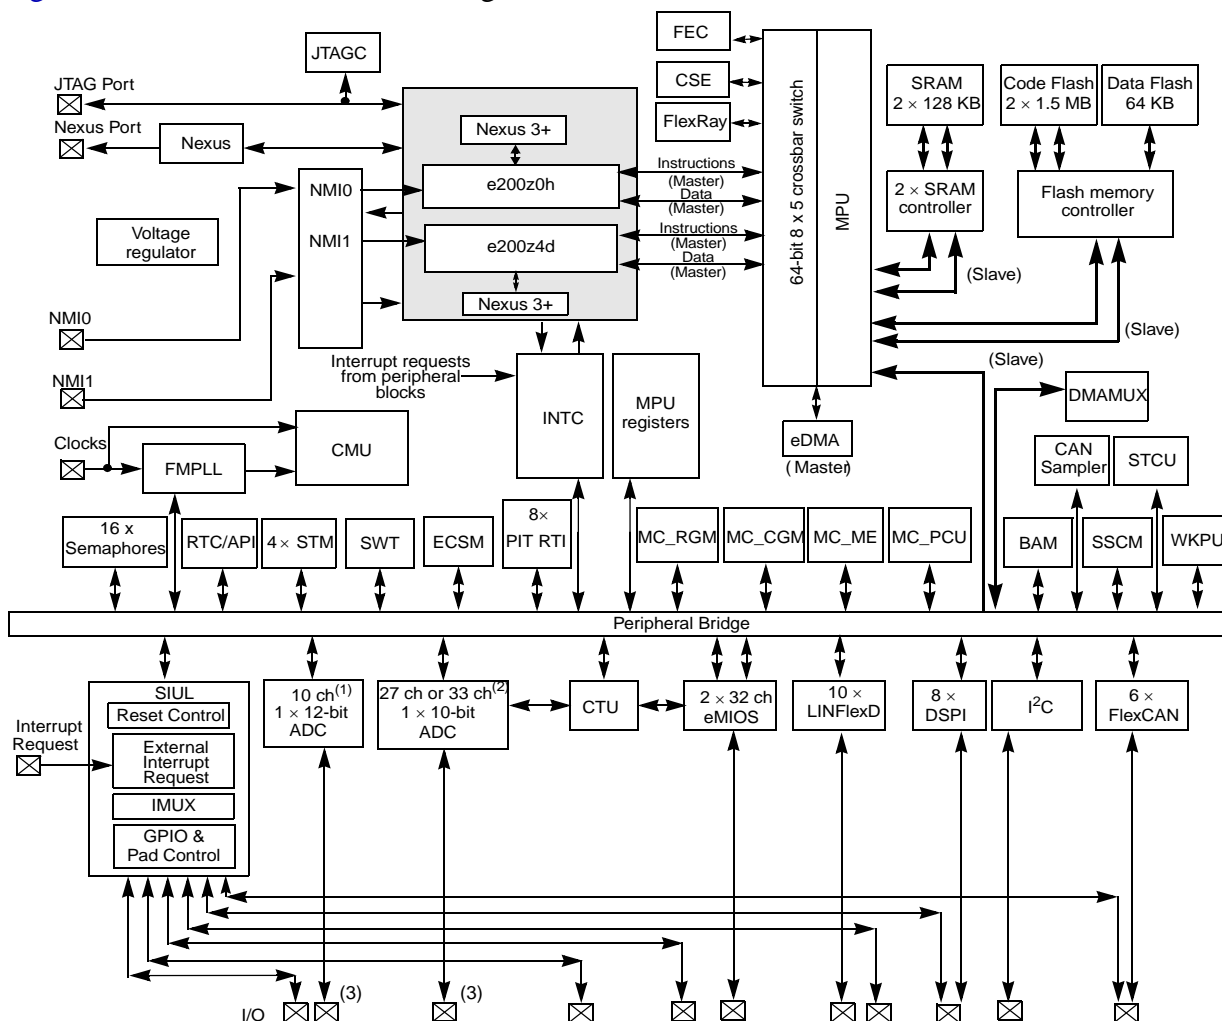 JTAGC
FEC
CSE
FlexRay
64-bit 8 x 5 crossbar switch
MPU
SRAM
2 × 128 KB
Code Flash
2 × 1.5 MB
Data Flash
64 KB
JTAG Port
Nexus Port
Nexus
Nexus 3+
NMI0
NMI1
e200z0h
e200z4d
Nexus 3+
Instructions
(Master)
Data
(Master)
Instructions
(Master)
Data
(Master)
2 × SRAM
controller
Flash memory
controller
Voltage
regulator
(Slave)
(Slave)
(Slave)
NMI0
NMI1
Interrupt requests
from peripheral
blocks
INTC
MPU
registers
eDMA
(Master)
DMAMUX
Clocks
FMPLL
CMU
CAN
Sampler
STCU
16 x
Semaphores
RTC/API
4 × STM
SWT
ECSM
8×
PIT RTI
MC_RGM
MC_CGM
MC_ME
MC_PCU
BAM
SSCM
WKPU
Peripheral Bridge
SIUL
Reset Control
External
Interrupt
Request
IMUX
GPIO &
Pad Control
Interrupt
Request
10 ch(1)
1 × 12-bit
ADC
27 ch or 33 ch(2)
1 × 10-bit
ADC
CTU
2 × 32 ch
eMIOS
10 ×
LINFlexD
8 ×
DSPI
I2C
6 ×
FlexCAN
(3)
(3)
I/O